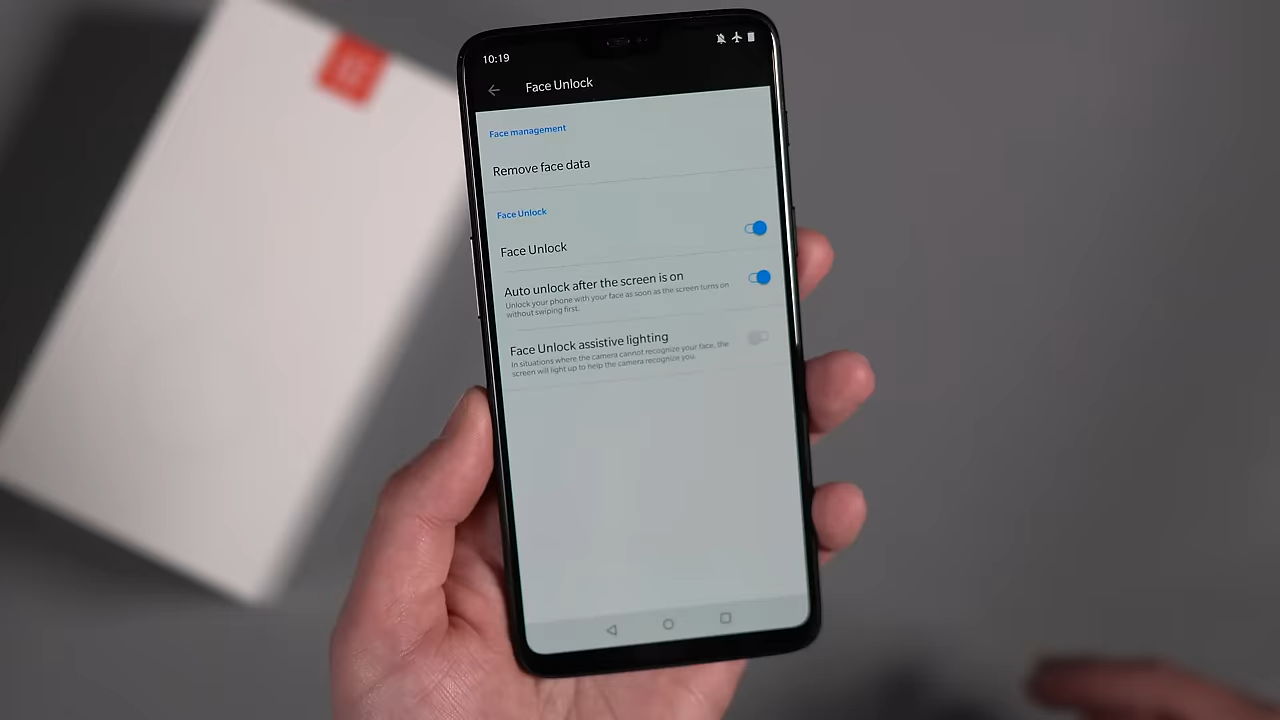 10:19
Face Unlock
Face management
Remove face data
Face Unlock
Face Unlock
Auto unlock after the screen is on
Unlock your phone with your face as soon as the screen turns on
without swiping first.
Face Unlock assistive lighting
In situations where the camera cannot recognize your face, the
screen will light up to help the camera recognize you.